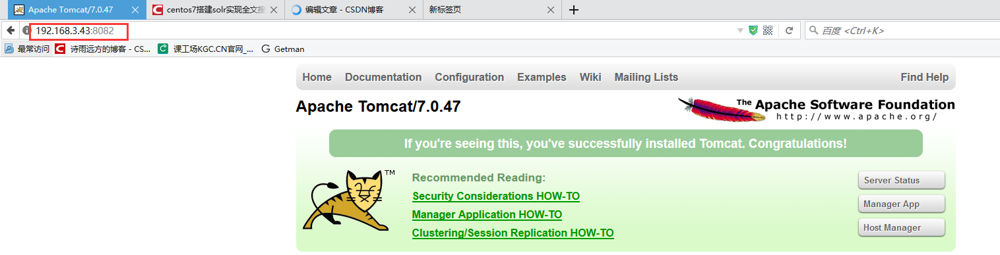 Apache Tomcat/7.0.47
centos7搭建solr实现全文搜
编辑文章 - CSDN博客
新标签页
192.168.3.43:8082
百度 <Ctrl+K>
最常访问
诗雨远方的博客 - CS...
课工场KGC.CN官网_...
Getman
Home Documentation Configuration Examples Wiki Mailing Lists Find Help
Apache Tomcat/7.0.47
The Apache Software Foundation
http://www.apache.org/
If you're seeing this, you've successfully installed Tomcat. Congratulations!
TM
Recommended Reading:
Security Considerations HOW-TO
Manager Application HOW-TO
Clustering/Session Replication HOW-TO
Server Status
Manager App
Host Manager